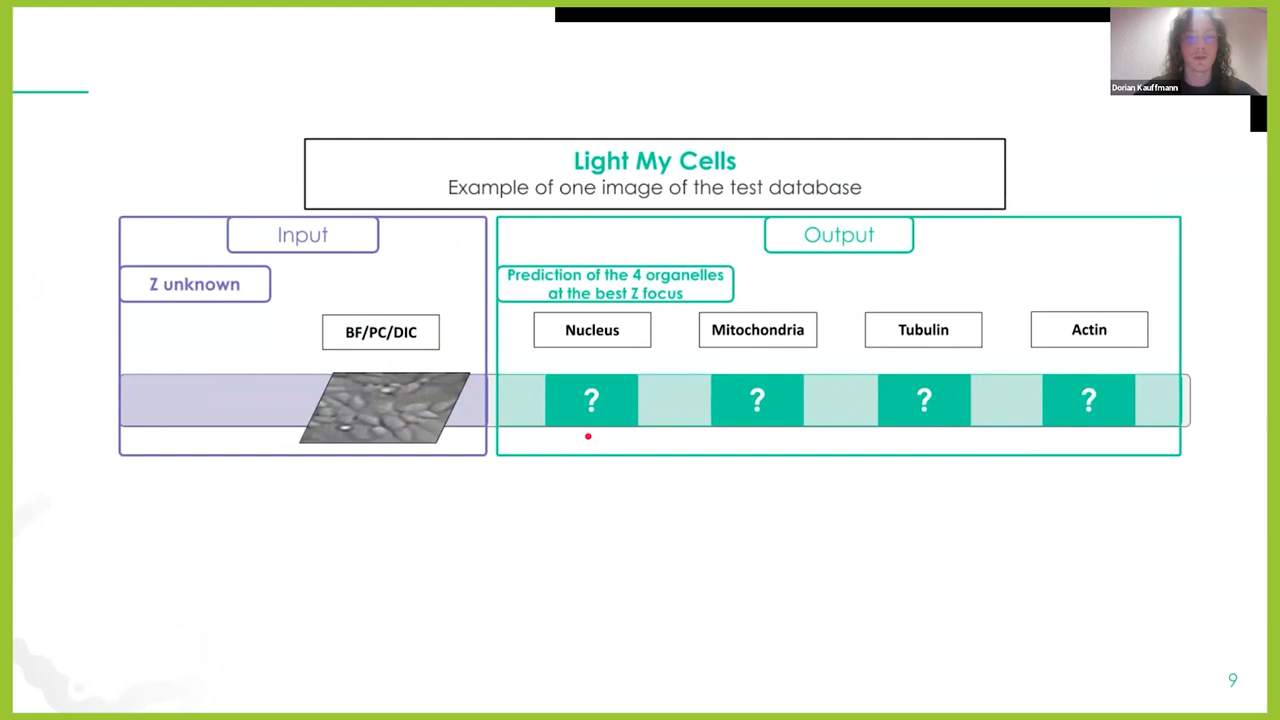 Dorian Kauffmann
Light My Cells
Example of one image of the test database
Input
Output
Z unknown
Prediction of the 4 organelles
at the best Z focus
BF/PC/DIC
Nucleus
Mitochondria
Tubulin
Actin
?
?
?
?
9